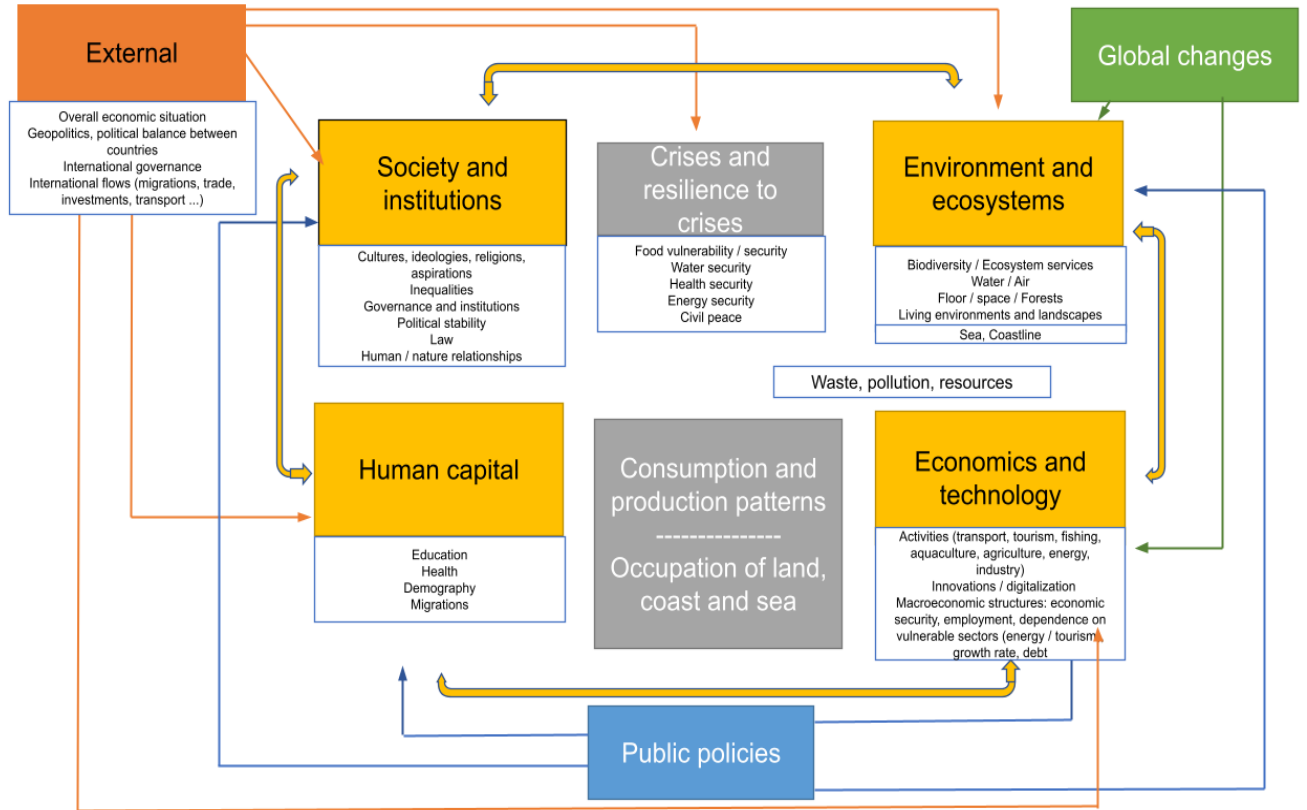 External
Overall economic situation
Geopolitics, political balance between
countries
International governance
International flows (migrations, trade,
investments, transport ...)
Global changes
Society and
institutions
Cultures, ideologies, religions,
aspirations
Inequalities
Governance and institutions
Political stability
Law
Human / nature relationships
Crises and
resilience to
crises
Food vulnerability / security
Water security
Health security
Energy security
Civil peace
Environment and
ecosystems
Biodiversity / Ecosystem services
Water / Air
Floor / space / Forests
Living environments and landscapes
Sea, Coastline
Waste, pollution, resources
Human capital
Education
Health
Demography
Migrations
Consumption and
production patterns
---------------
Occupation of land,
coast and sea
Economics and
technology
Activities (transport, tourism, fishing,
aquaculture, agriculture, energy,
industry)
Innovations / digitalization
Macroeconomic structures: economic
security, employment, dependence on
vulnerable sectors (energy / tourism
growth rate, debt
Public policies